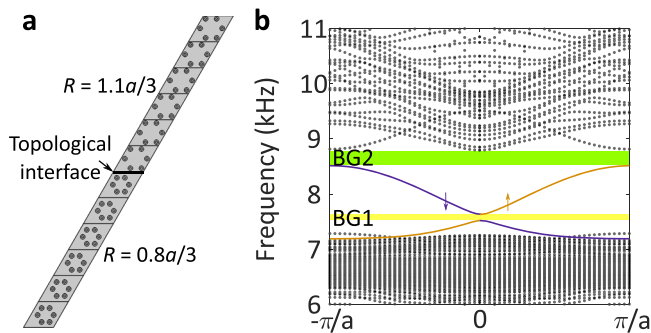 a
R = 1.1a/3
Topological
interface
R = 0.8a/3
b
Frequency (kHz)
11
10
9
8
7
6
BG2
BG1
-π/a
0
π/a